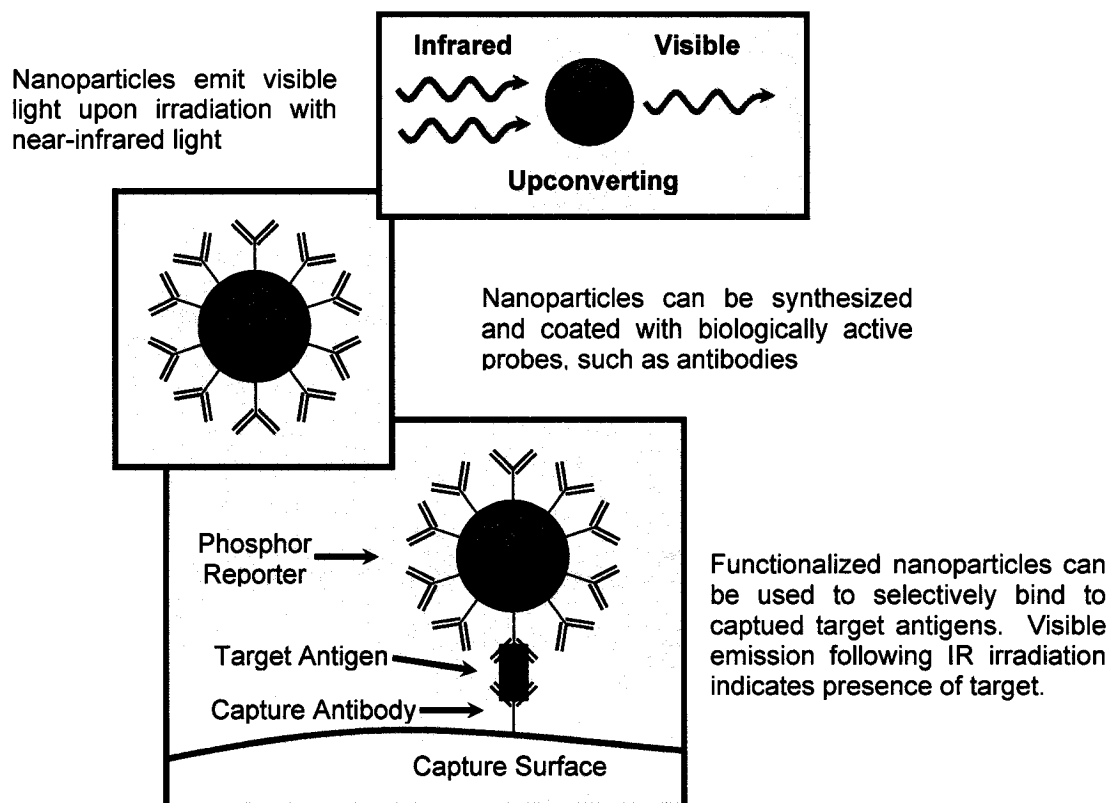 Infrared Visible
Nanoparticles emit visible
light upon irradiation with
near-infrared light
Upconverting
Nanoparticles can be synthesized
and coated with biologically active
probes, such as antibodies
Phosphor
Reporter
Functionalized nanoparticles can
be used to selectively bind to
captued target antigens. Visible
emission following IR irradiation
indicates presence of target.
Target Antigen
Capture Antibody
Capture Surface